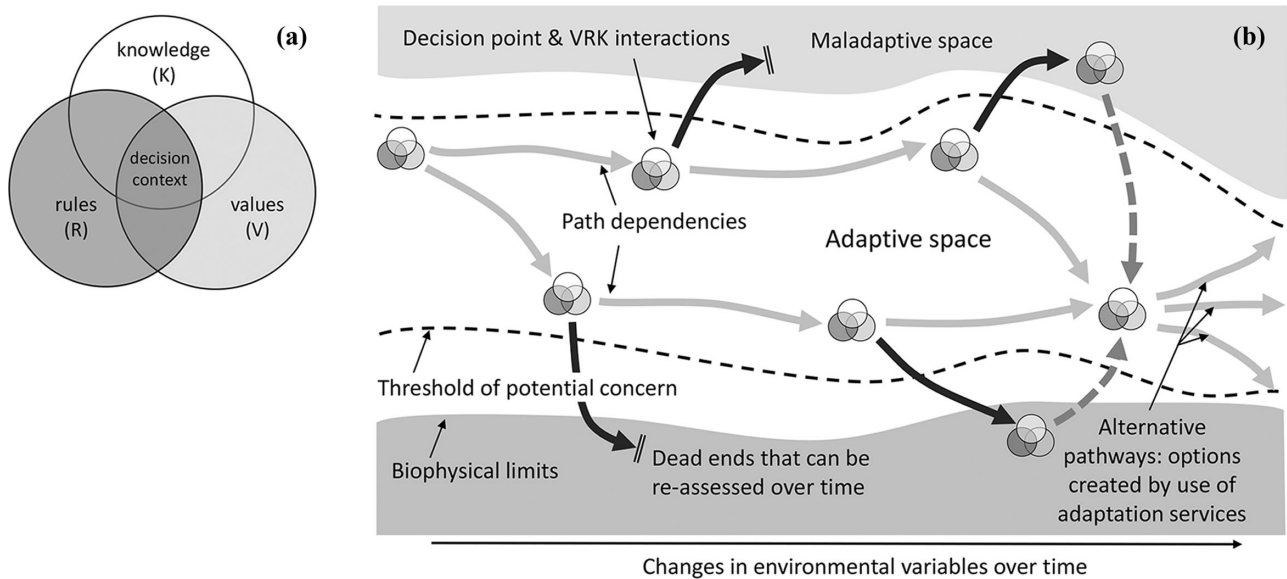 (a)
knowledge
(K)
decision
context
rules
(R)
values
(V)
(b)
Decision point & VRK interactions
Maladaptive space
Path dependencies
Adaptive space
Threshold of potential concern
Biophysical limits
Dead ends that can be
re-assessed over time
Alternative
pathways: options
created by use of
adaptation services
Changes in environmental variables over time